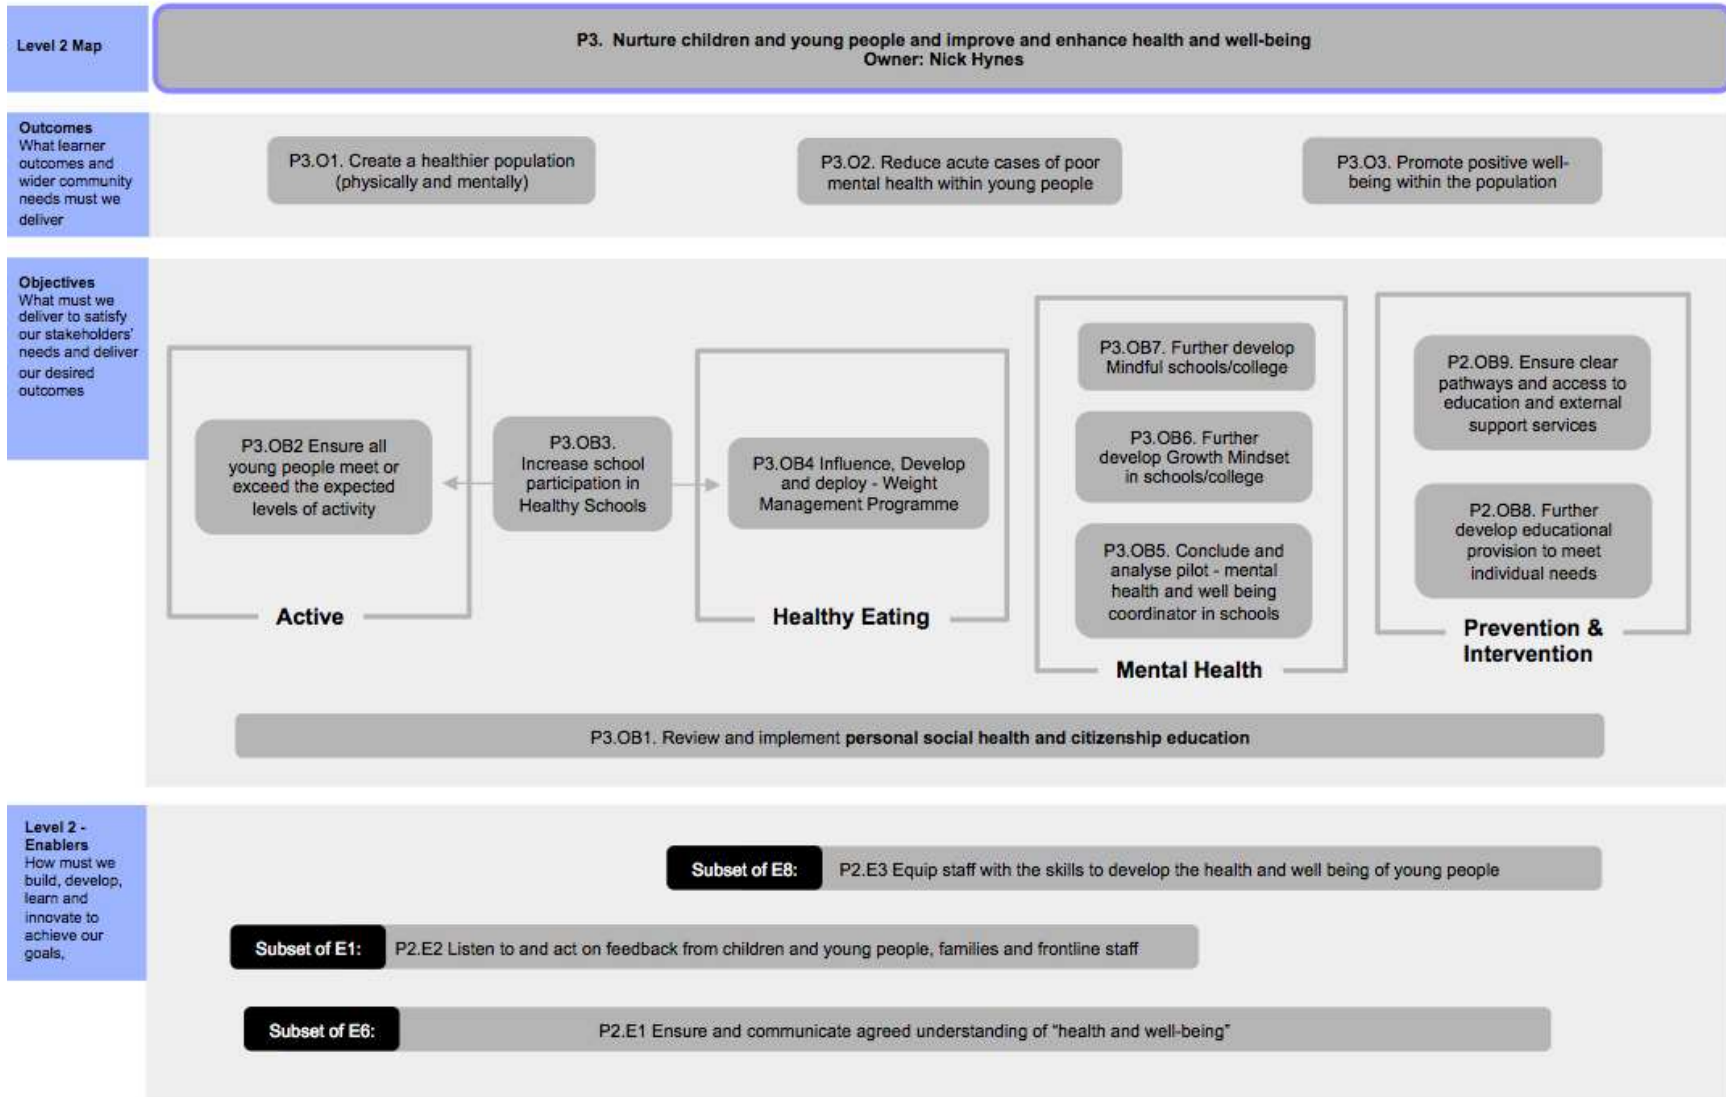 Level 2 Map
P3. Nurture children and young people and improve and enhance health and well-being
Owner: Nick Hynes
Outcomes
What learner
outcomes and
wider community
needs must we
deliver
P3.O1. Create a healthier population
(physically and mentally)
P3.O2. Reduce acute cases of poor
mental health within young people
P3.O3. Promote positive well-
being within the population
Objectives
What must we
deliver to satisfy
our stakeholders'
needs and deliver
our desired
outcomes
P3.OB2 Ensure all
young people meet or
exceed the expected
levels of activity
Active
P3.OB3.
Increase school
participation in
Healthy Schools
P3.OB4 Influence, Develop
and deploy - Weight
Management Programme
Healthy Eating
P3.OB7. Further develop
Mindful schools/college
P3.OB6. Further
develop Growth Mindset
in schools/college
P3.OB5. Conclude and
analyse pilot - mental
health and well being
coordinator in schools
Mental Health
P2.OB9. Ensure clear
pathways and access to
education and external
support services
P2.OB8. Further
develop educational
provision to meet
individual needs
Prevention &
Intervention
P3.OB1. Review and implement personal social health and citizenship education
Level 2 -
Enablers
How must we
build, develop,
learn and
innovate to
achieve our
goals,
Subset of E8: P2.E3 Equip staff with the skills to develop the health and well being of young people
Subset of E1: P2.E2 Listen to and act on feedback from children and young people, families and frontline staff
Subset of E6: P2.E1 Ensure and communicate agreed understanding of "health and well-being"